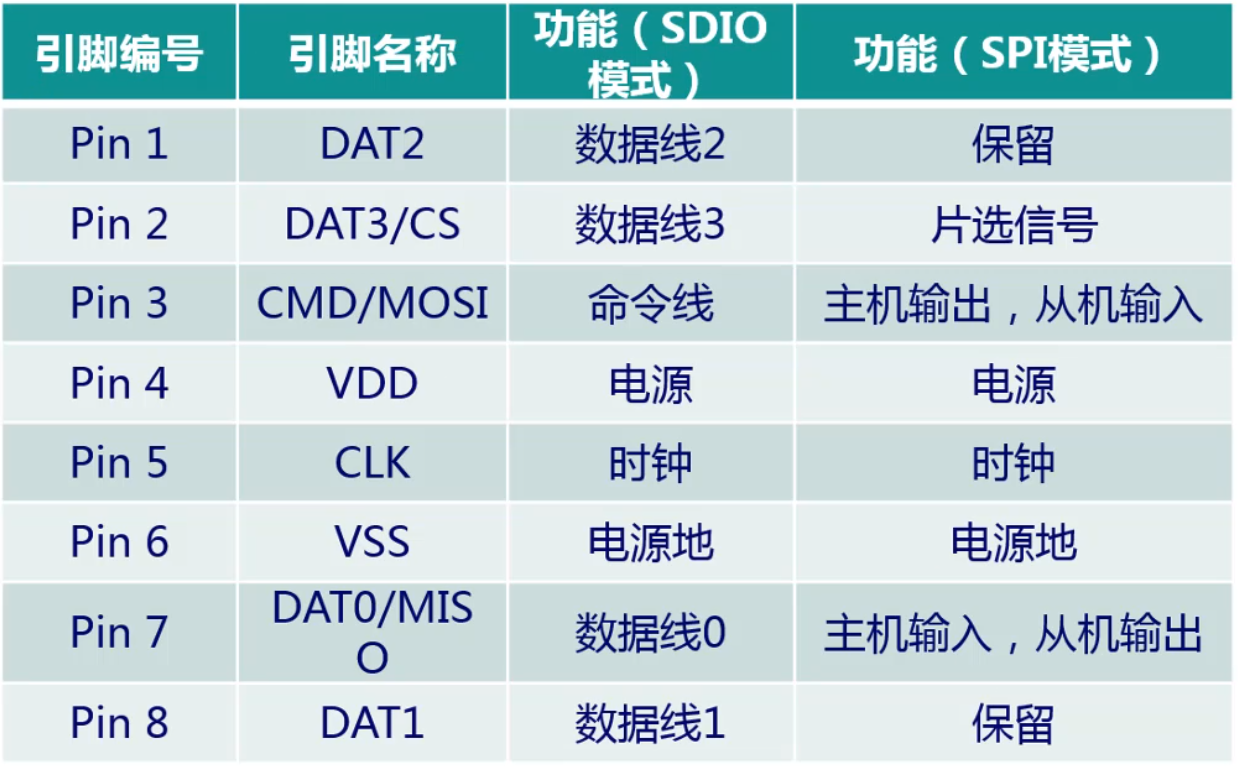 引脚编号 引脚名称 功能（SDIO
模式） 功能（SPI模式）
Pin 1 DAT2 数据线2 保留
Pin 2 DAT3/CS 数据线3 片选信号
Pin 3 CMD/MOSI 命令线 主机输出，从机输入
Pin 4 VDD 电源 电源
Pin 5 CLK 时钟 时钟
Pin 6 VSS 电源地 电源地
Pin 7 DAT0/MIS
O 数据线0 主机输入，从机输出
Pin 8 DAT1 数据线1 保留